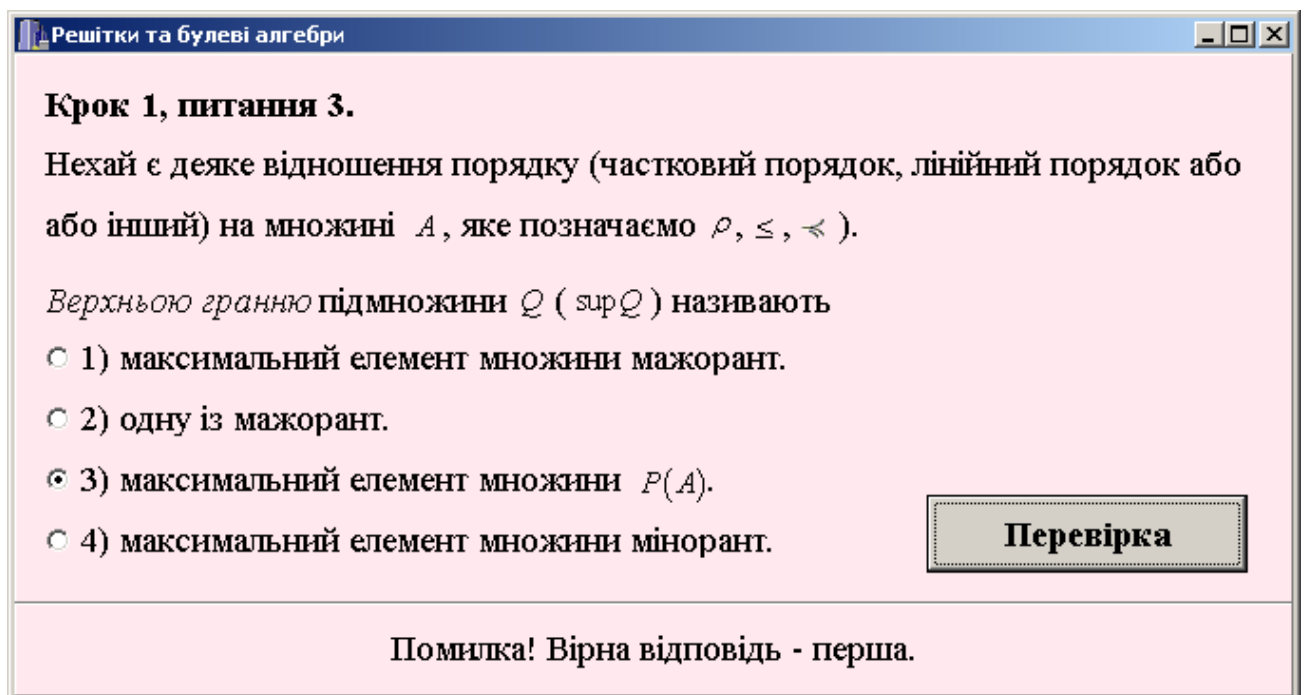 Решітки та булеві алгебри
Крок 1, питання 3.
Нехай є деяке відношення порядку (частковий порядок, лінійний порядок або
або інший) на множині A, яке позначаємо ρ, ≤, ≼ ).
Верхньою гранню підмножини Q ( sup Q ) називають
1) максимальний елемент множини мажорант.
2) одну із мажорант.
3) максимальний елемент множини P(A).
4) максимальний елемент множини мінорант.
Перевірка
Помилка! Вірна відповідь - перша.